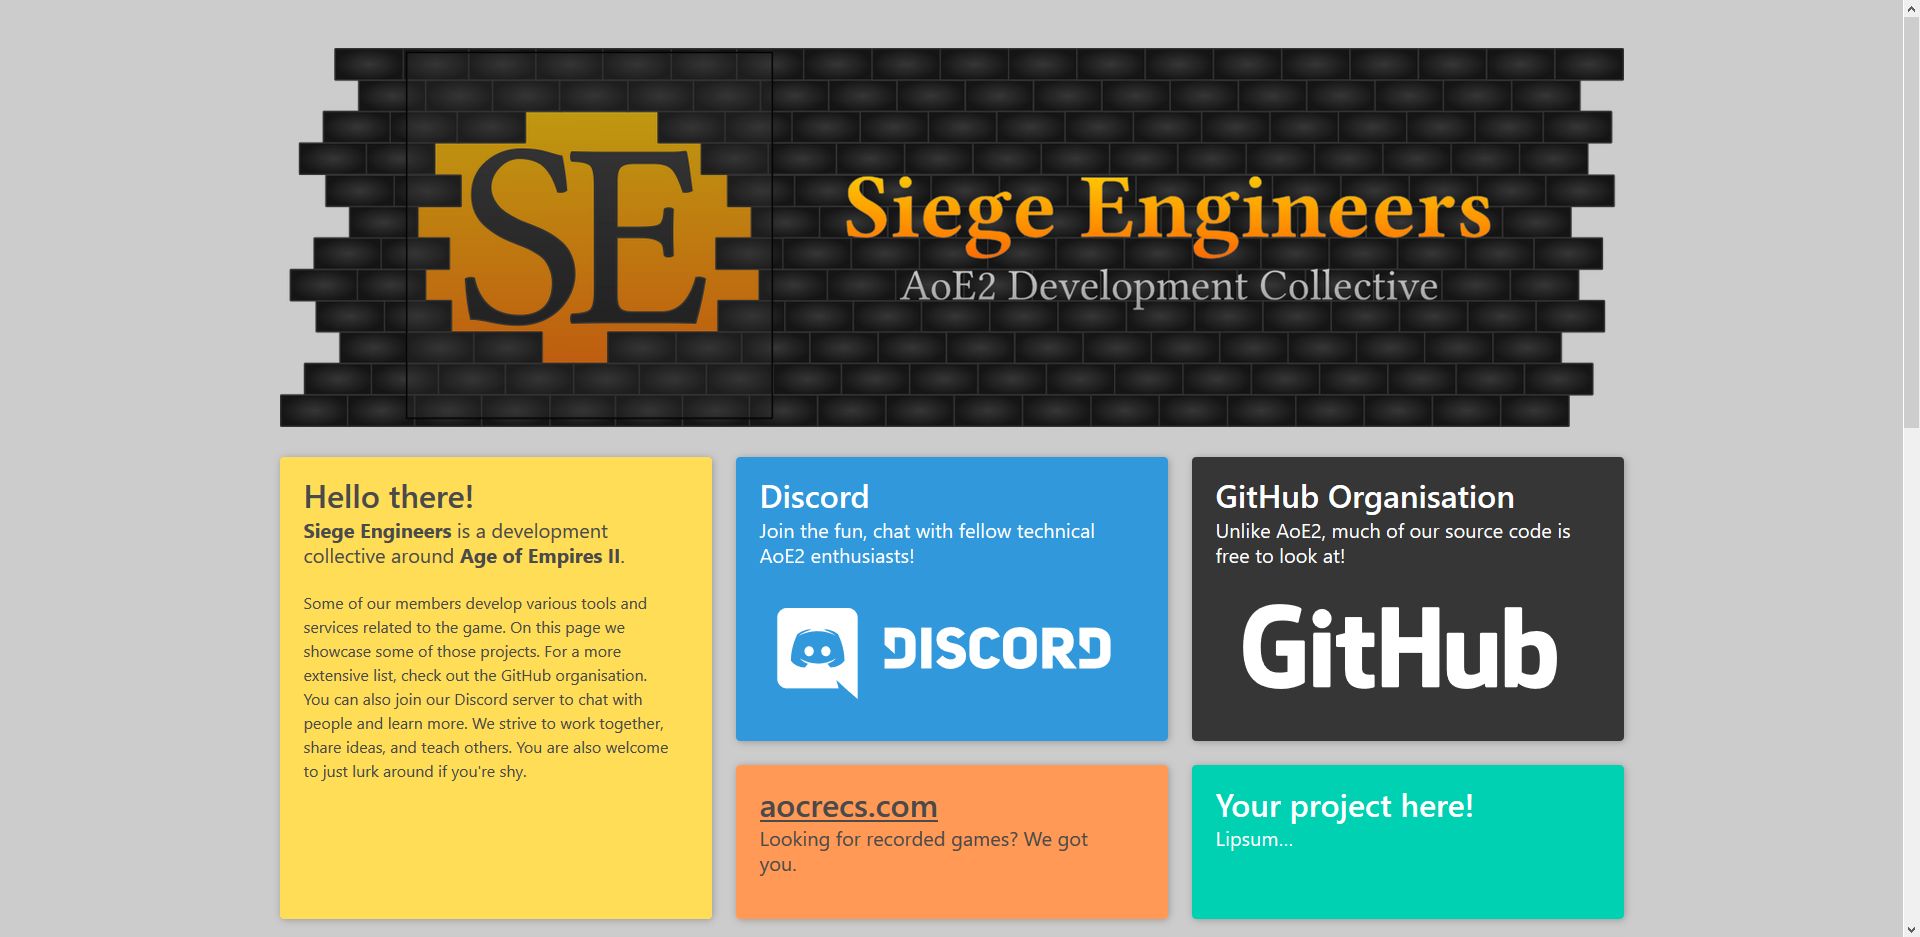 SE
Siege Engineers
AoE2 Development Collective
Hello there!
Siege Engineers is a development
collective around Age of Empires II.
Some of our members develop various tools and
services related to the game. On this page we
showcase some of those projects. For a more
extensive list, check out the GitHub organisation.
You can also join our Discord server to chat with
people and learn more. We strive to work together,
share ideas, and teach others. You are also welcome
to just lurk around if you're shy.
Discord
Join the fun, chat with fellow technical
AoE2 enthusiasts!
DISCORD
GitHub Organisation
Unlike AoE2, much of our source code is
free to look at!
GitHub
aocrecs.com
Looking for recorded games? We got
you.
Your project here!
Lipsum...